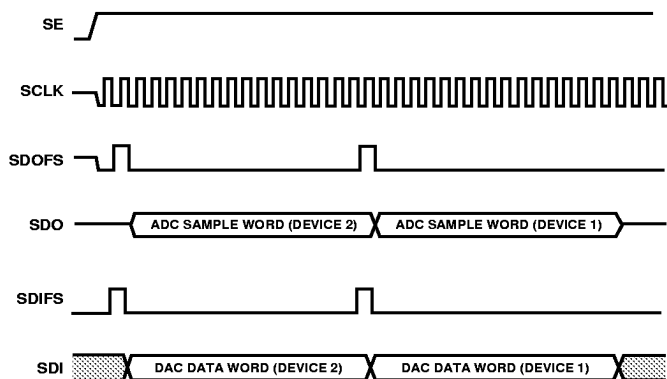 SE
SCLK
SDOFS
SDO ADC SAMPLE WORD (DEVICE 2) ADC SAMPLE WORD (DEVICE 1)
SDIFS
SDI DAC DATA WORD (DEVICE 2) DAC DATA WORD (DEVICE 1)